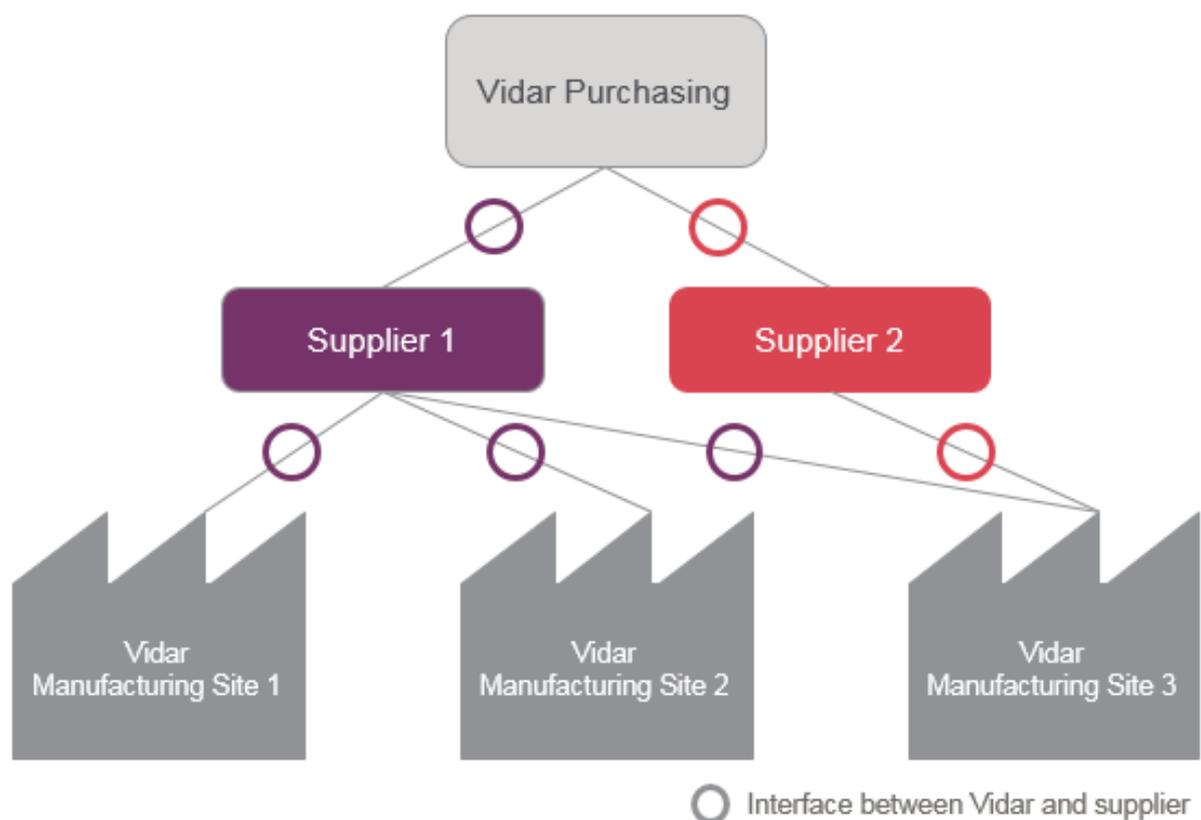 Vidar Purchasing
Supplier 1
Supplier 2
Vidar
Manufacturing Site 1
Vidar
Manufacturing Site 2
Vidar
Manufacturing Site 3
Interface between Vidar and supplier